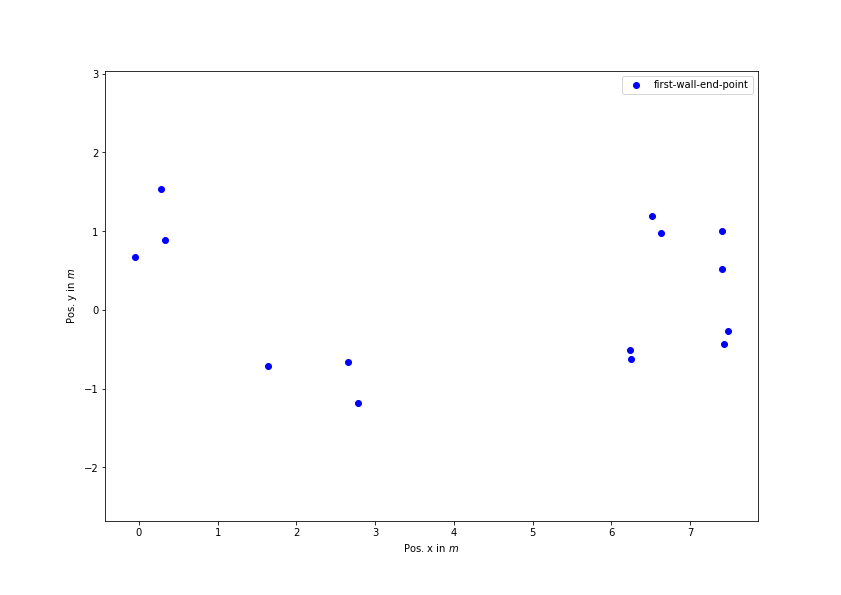 first-wall-end-point
3
2
1
0
−1
−2
Pos. y in m
0 1 2 3 4 5 6 7
Pos. x in m